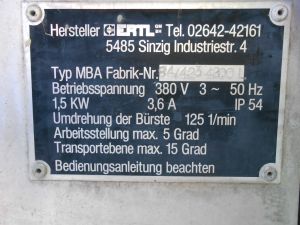 Hersteller ERTL Tel. 02642-42161
5485 Sinzig Industriestr. 4
Typ MBA Fabrik-Nr.
Betriebsspannung 380 V 3 ~ 50 Hz
1,5 KW 3,6 A IP 54
Umdrehung der Bürste 125 1/min
Arbeitsstellung max. 5 Grad
Transportebene max. 15 Grad
Bedienungsanleitung beachten